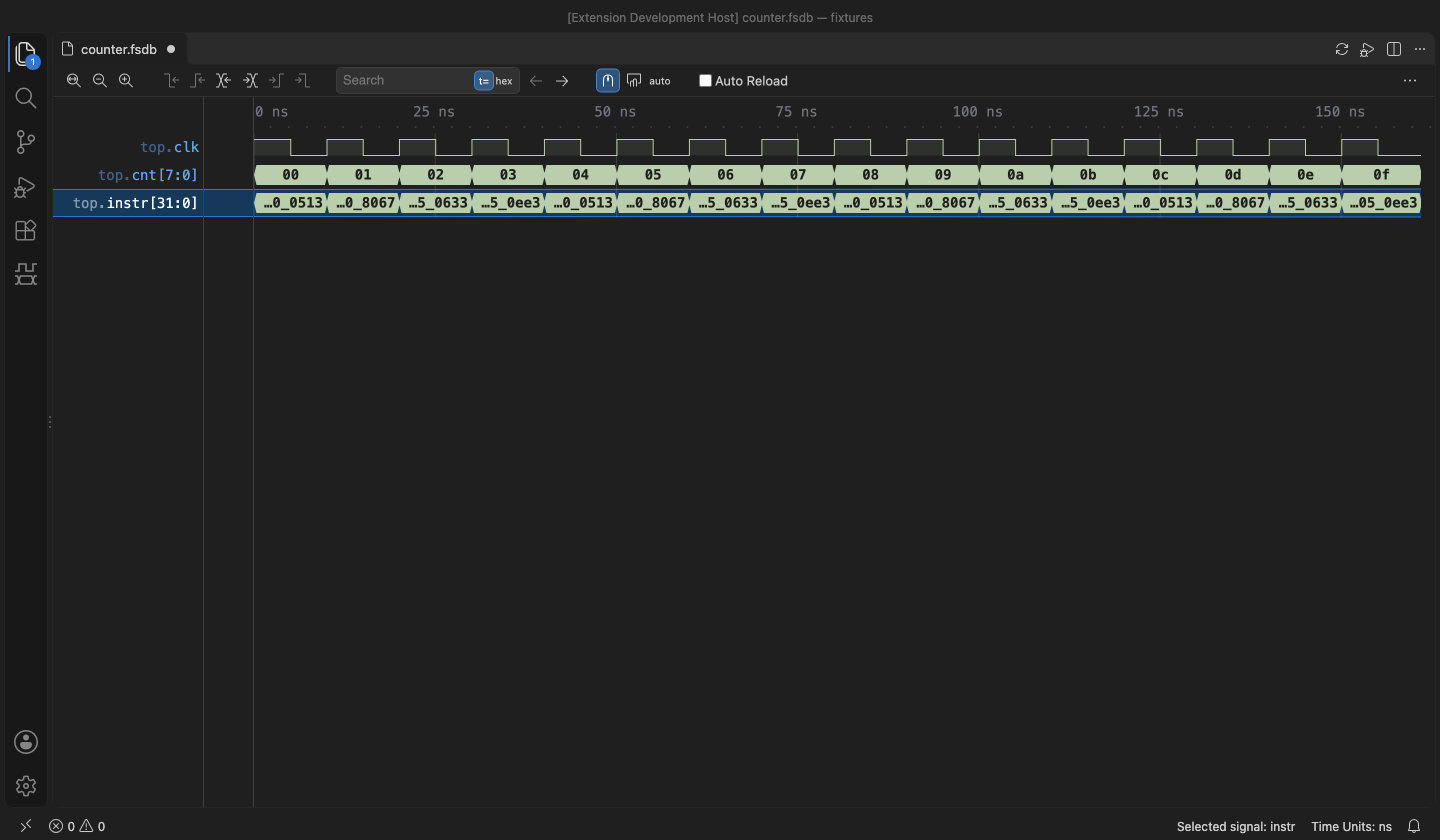 [Extension Development Host] counter.fsdb — fixtures
counter.fsdb
1
Search
t= hex
auto
Auto Reload
0 ns 25 ns 50 ns 75 ns 100 ns 125 ns 150 ns
top.clk
top.cnt[7:0] 00 01 02 03 04 05 06 07 08 09 0a 0b 0c 0d 0e 0f
top.instr[31:0] …0_0513 …0_8067 …5_0633 …5_0ee3 …0_0513 …0_8067 …5_0633 …5_0ee3 …0_0513 …0_8067 …5_0633 …5_0ee3 …0_0513 …0_8067 …5_0633 …05_0ee3
0 0
Selected signal: instr
Time Units: ns